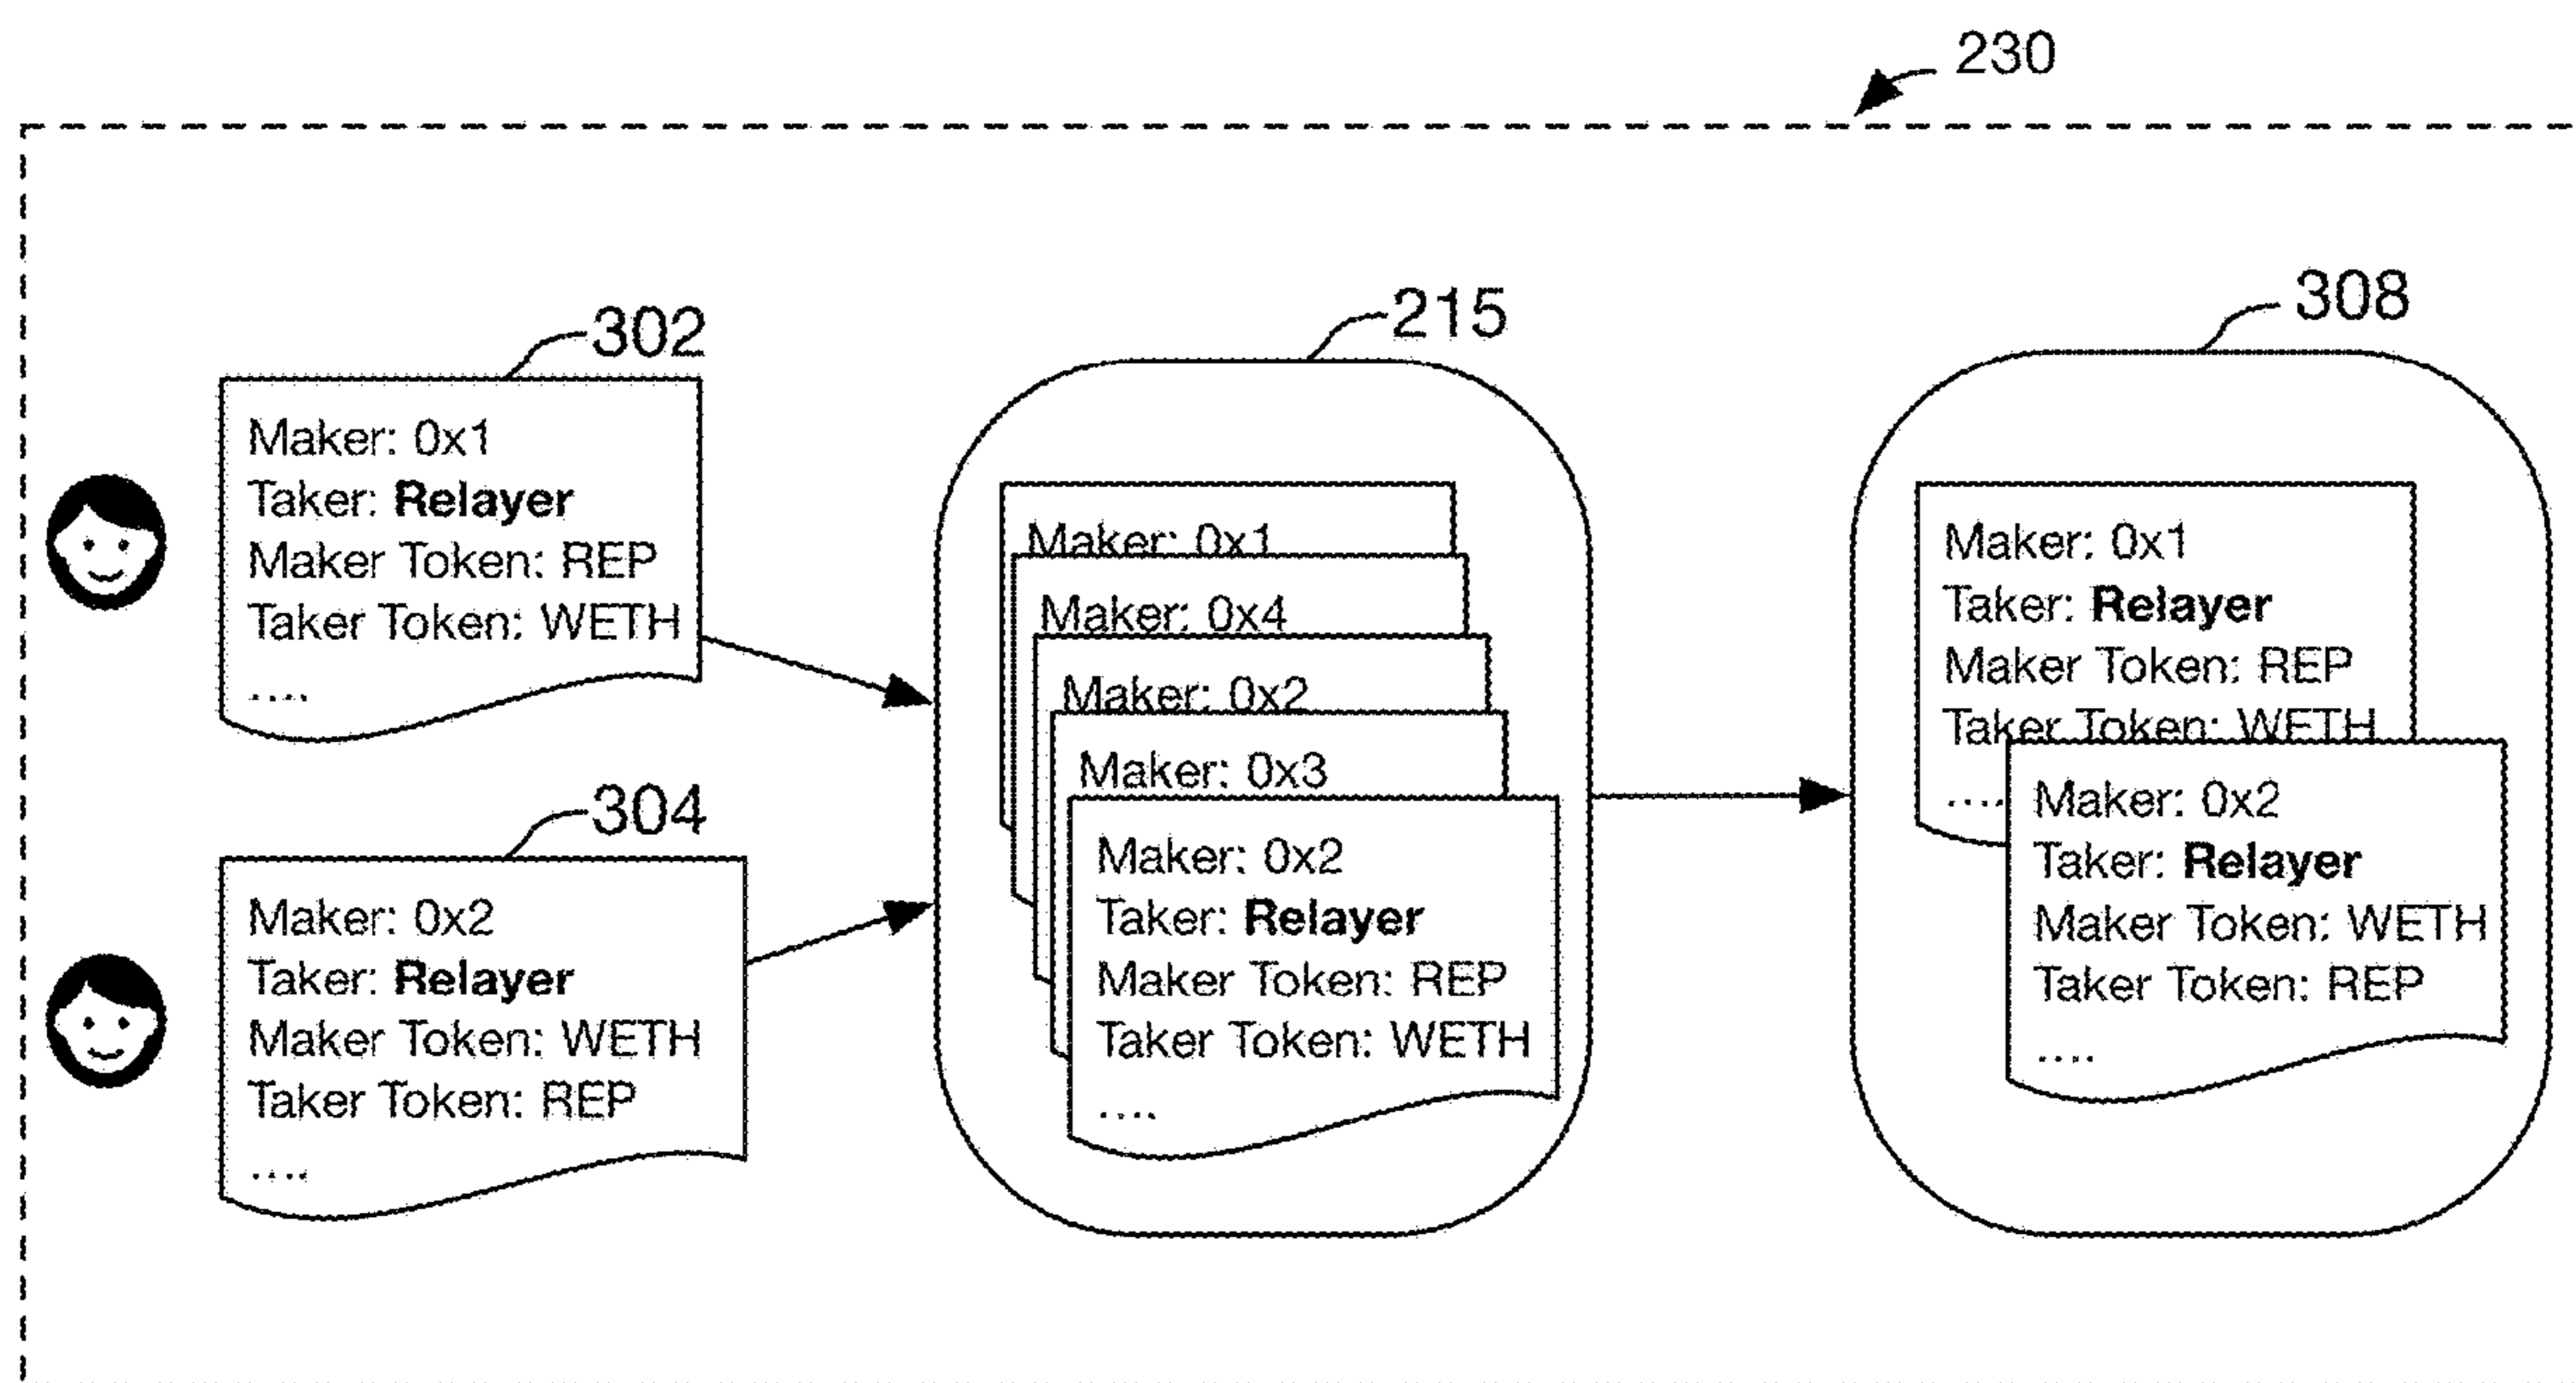 230
302
Maker: 0x1
Taker: Relayer
Maker Token: REP
Taker Token: WETH
....
304
Maker: 0x2
Taker: Relayer
Maker Token: WETH
Taker Token: REP
....
215
Maker: 0x1
Maker: 0x4
Maker: 0x2
Maker: 0x3
Maker: 0x2
Taker: Relayer
Maker Token: REP
Taker Token: WETH
....
308
Maker: 0x1
Taker: Relayer
Maker Token: REP
Taker Token: WETH
....
Maker: 0x2
Taker: Relayer
Maker Token: WETH
Taker Token: REP
....